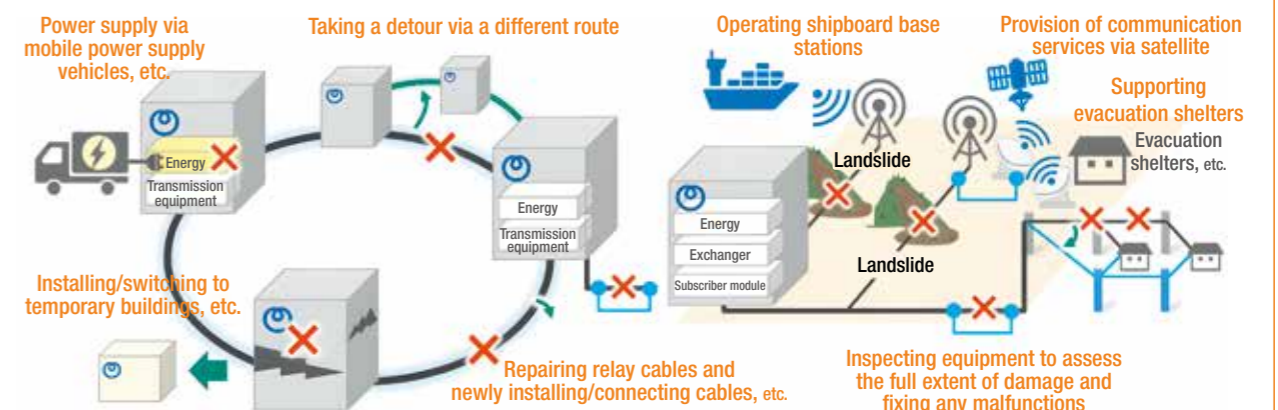 Power supply via
mobile power supply
vehicles, etc.
Taking a detour via a different route
Operating shipboard base
stations
Provision of communication
services via satellite
Supporting
evacuation shelters
Evacuation
shelters, etc.
Energy
Transmission
equipment
Landslide
Energy
Transmission
equipment
Energy
Exchanger
Subscriber module
Landslide
Installing/switching to
temporary buildings, etc.
Repairing relay cables and
newly installing/connecting cables, etc.
Inspecting equipment to assess
the full extent of damage and
fixing any malfunctions